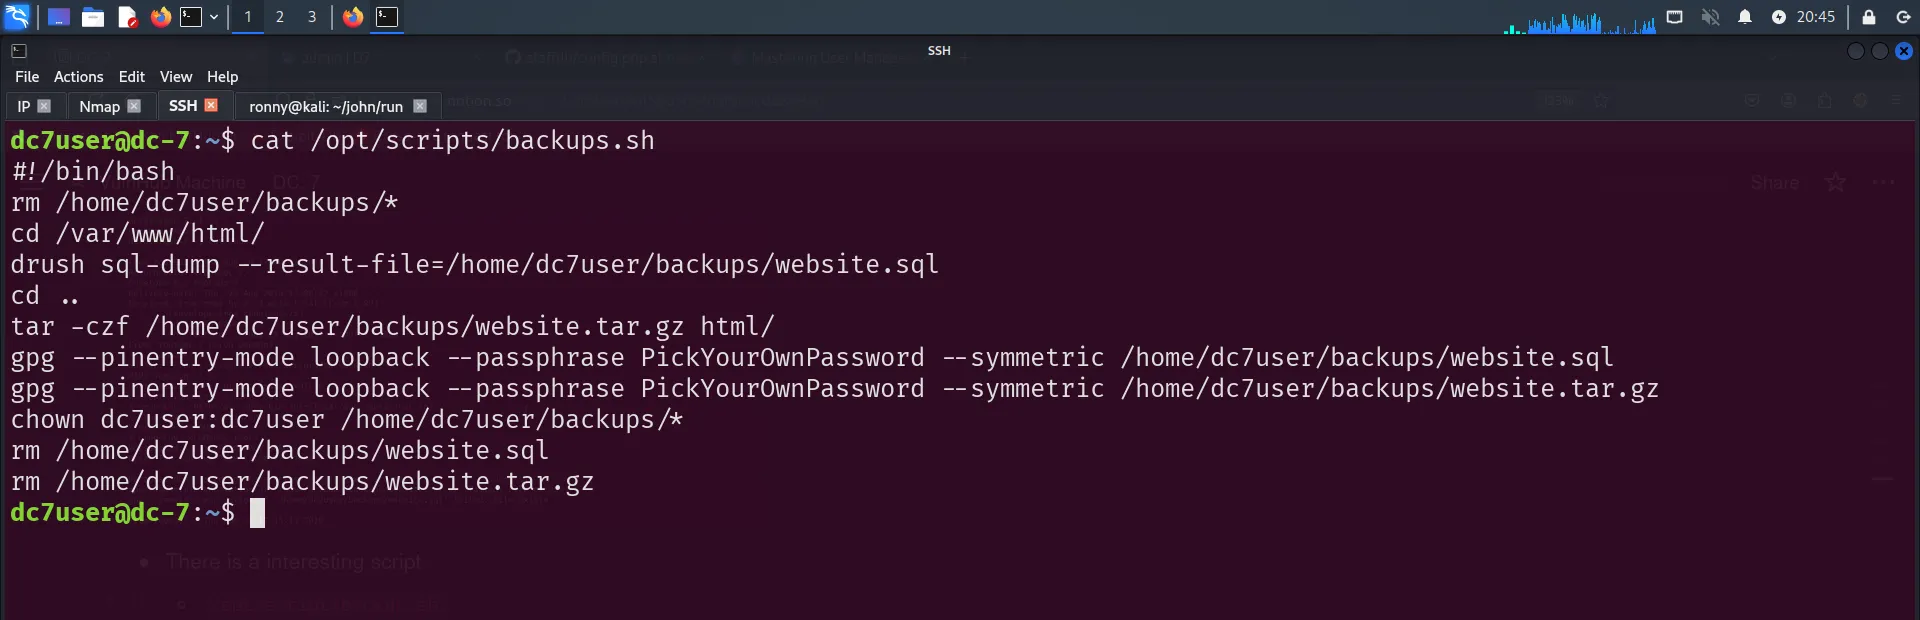 1 2 3 20:45
SSH
File Actions Edit View Help
IP Nmap SSH ronny@kali: ~/john/run
dc7user@dc-7:~$ cat /opt/scripts/backups.sh
#!/bin/bash
rm /home/dc7user/backups/*
cd /var/www/html/
drush sql-dump --result-file=/home/dc7user/backups/website.sql
cd ..
tar -czf /home/dc7user/backups/website.tar.gz html/
gpg --pinentry-mode loopback --passphrase PickYourOwnPassword --symmetric /home/dc7user/backups/website.sql
gpg --pinentry-mode loopback --passphrase PickYourOwnPassword --symmetric /home/dc7user/backups/website.tar.gz
chown dc7user:dc7user /home/dc7user/backups/*
rm /home/dc7user/backups/website.sql
rm /home/dc7user/backups/website.tar.gz
dc7user@dc-7:~$
Share
There is a interesting script